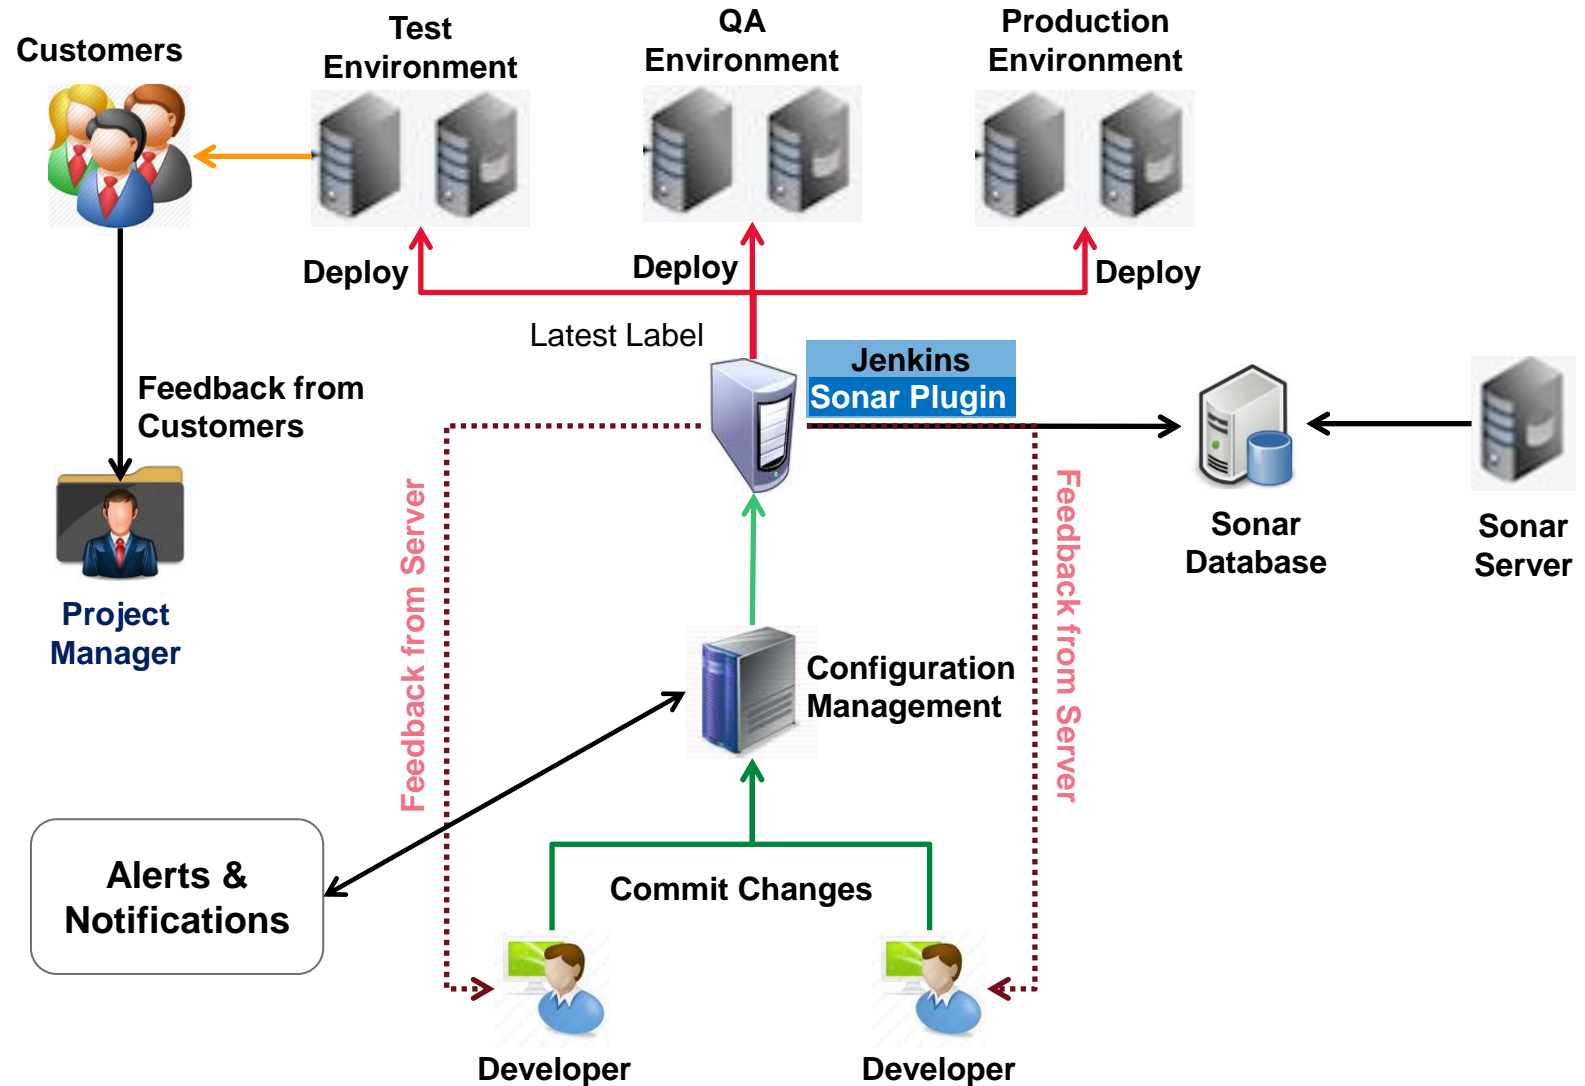 Customers
Test
Environment
QA
Environment
Production
Environment
Deploy
Deploy
Deploy
Latest Label
Jenkins
Sonar Plugin
Feedback from
Customers
Project
Manager
Feedback from Server
Feedback from Server
Sonar
Database
Sonar
Server
Configuration
Management
Alerts &
Notifications
Commit Changes
Developer
Developer